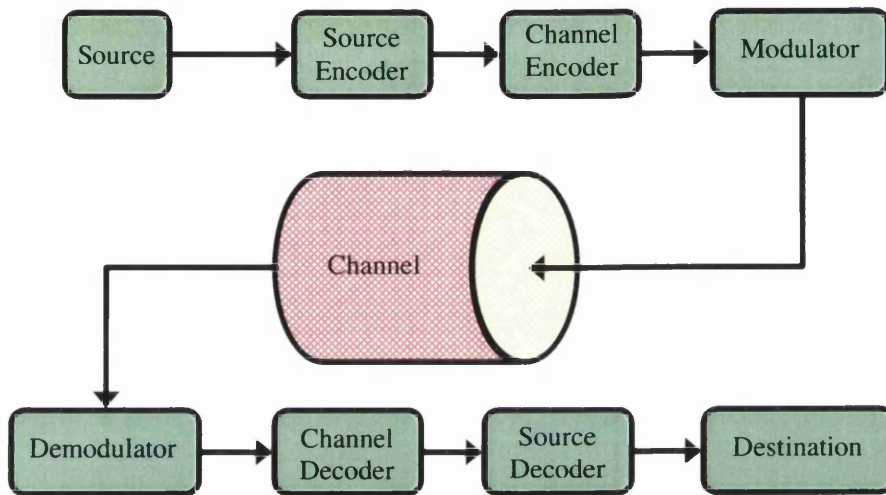 Source
Source
Encoder
Channel
Encoder
Modulator
Channel
Demodulator
Channel
Decoder
Source
Decoder
Destination